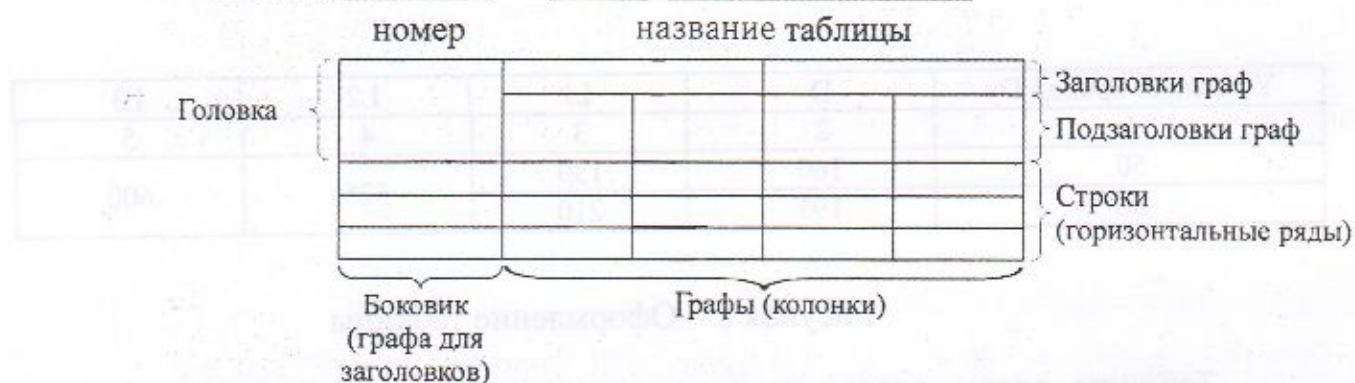 номер название таблицы
Головка
Заголовки граф
Подзаголовки граф
Строки
(горизонтальные ряды)
Боковик
(графа для
заголовков)
Графы (колонки)